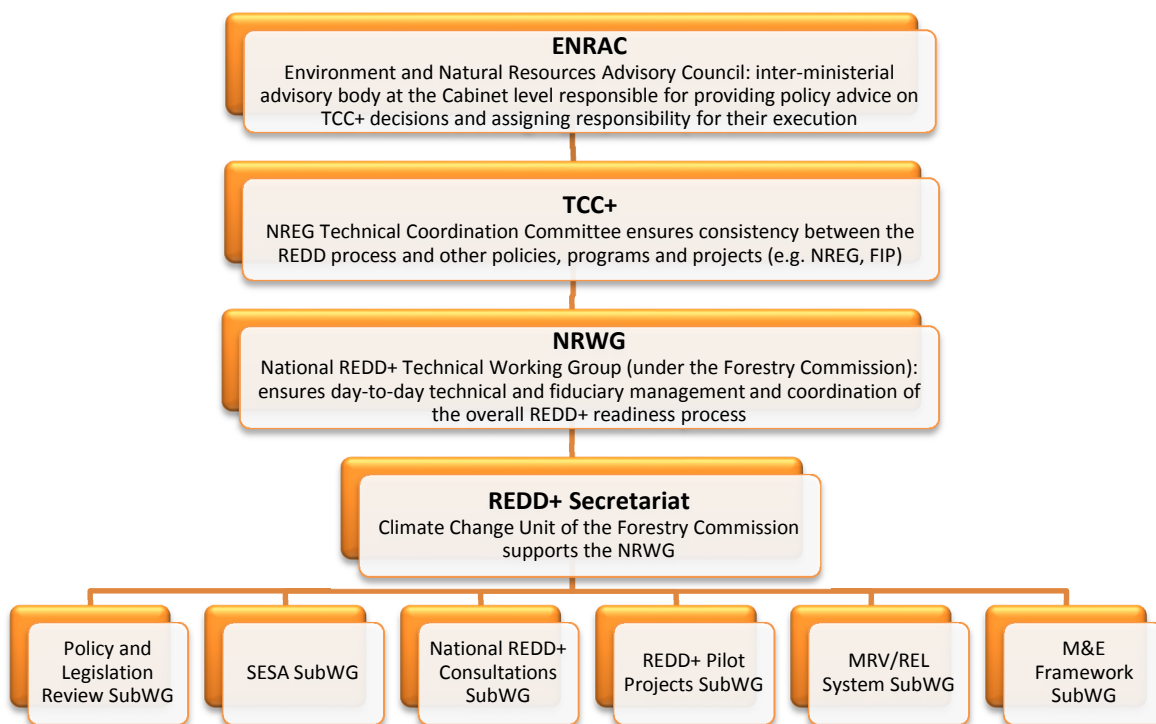 ENRAC
Environment and Natural Resources Advisory Council: inter-ministerial
advisory body at the Cabinet level responsible for providing policy advice on
TCC+ decisions and assigning responsibility for their execution
TCC+
NREG Technical Coordination Committee ensures consistency between the
REDD process and other policies, programs and projects (e.g. NREG, FIP)
NRWG
National REDD+ Technical Working Group (under the Forestry Commission):
ensures day-to-day technical and fiduciary management and coordination of
the overall REDD+ readiness process
REDD+ Secretariat
Climate Change Unit of the Forestry Commission
supports the NRWG
Policy and
Legislation
Review SubWG
SESA SubWG
National REDD+
Consultations
SubWG
REDD+ Pilot
Projects SubWG
MRV/REL
System SubWG
M&E
Framework
SubWG